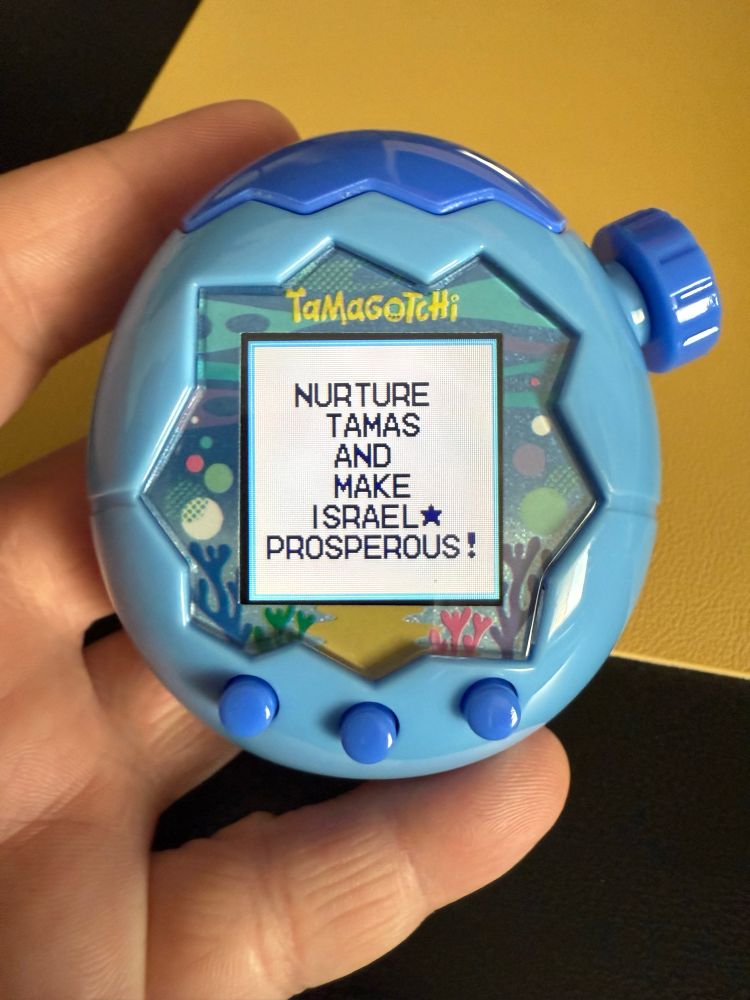 TaMaGoTcHi
NURTURE
TAMAS
AND
MAKE
ISRAEL★
PROSPEROUS!